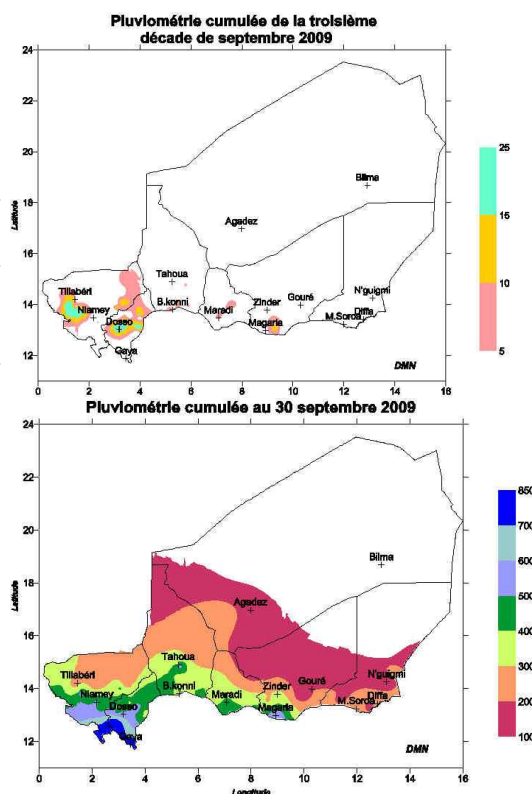 Pluviométrie cumulée de la troisième
décade de septembre 2009
24
22
20
18
16
14
12
Latitude
Bilma
Agadez
Tahoua
Tillabéri
N'guigmi
Niamey
B.konni
Maradi
Zinder
Gouré
Dosso
Magaria
M.Soroa
Diffa
Gaya
DMN
0 2 4 6 8 10 12 14 16
25
15
10
5
Pluviométrie cumulée au 30 septembre 2009
24
22
20
18
16
14
12
Latitude
Bilma
Agadez
Tahoua
Tillabéri
N'guigmi
Niamey
B.konni
Maradi
Zinder
Gouré
Dosso
Magaria
M.Soroa
Diffa
Gaya
DMN
0 2 4 6 8 10 12 14 16
Longitude
850
700
600
500
400
300
200
100